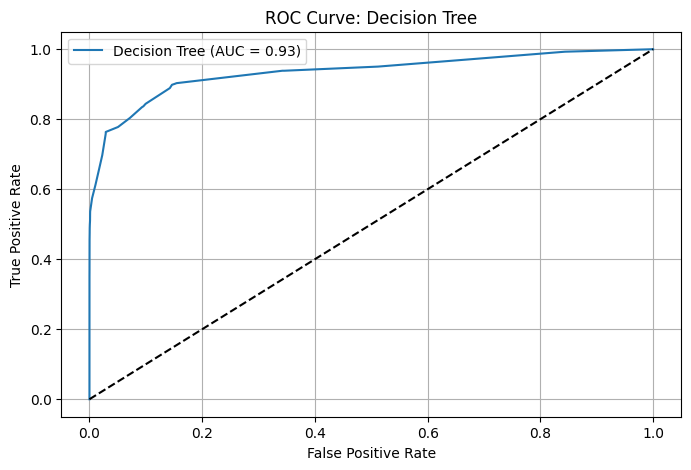 ROC Curve: Decision Tree
Decision Tree (AUC = 0.93)
True Positive Rate
1.0
0.8
0.6
0.4
0.2
0.0
0.0 0.2 0.4 0.6 0.8 1.0
False Positive Rate